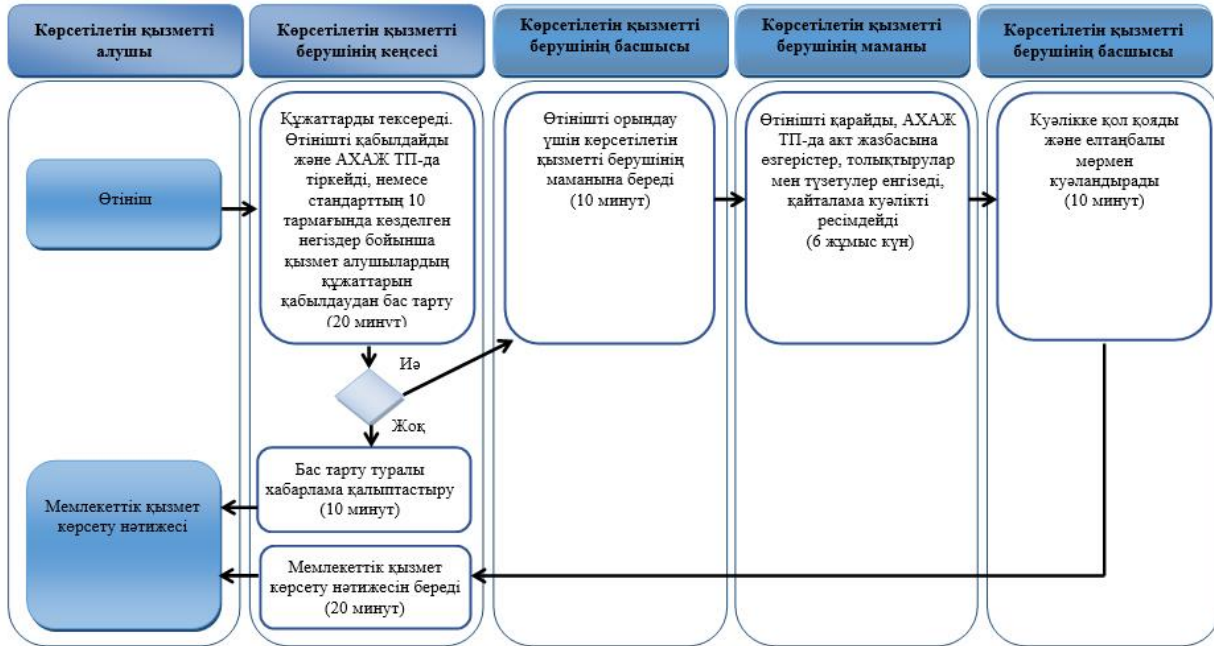 Көрсетілетін қызметті
алушы
Көрсетілетін қызметті
берушінің кеңсесі
Көрсетілетін қызметті
берушінің басшысы
Көрсетілетін қызметті
берушінің маманы
Көрсетілетін қызметті
берушінің басшысы
Өтініш
Құжаттарды тексереді.
Өтінішті қабылдайды
және АХАЖ ТП-да
тіркейді, немесе
стандарттың 10
тармағында көзделген
негіздер бойынша
қызмет алушылардың
құжаттарын
қабылдаудан бас тарту
(20 минут)
Өтінішті орындау
үшін көрсетілетін
қызметті берушінің
маманына береді
(10 минут)
Өтінішті қарайды, АХАЖ
ТП-да акт жазбасына
өзгерістер, толықтырулар
мен түзетулер енгізеді,
қайталама куәлікті
ресімдейді
(6 жұмыс күн)
Куәлікке қол қояды
және елтаңбалы
мөрмен
куәландырады
(10 минут)
Иә
Жоқ
Бас тарту туралы
хабарлама қалыптастыру
(10 минут)
Мемлекеттік қызмет
көрсету нәтижесі
Мемлекеттік қызмет
көрсету нәтижесін береді
(20 минут)